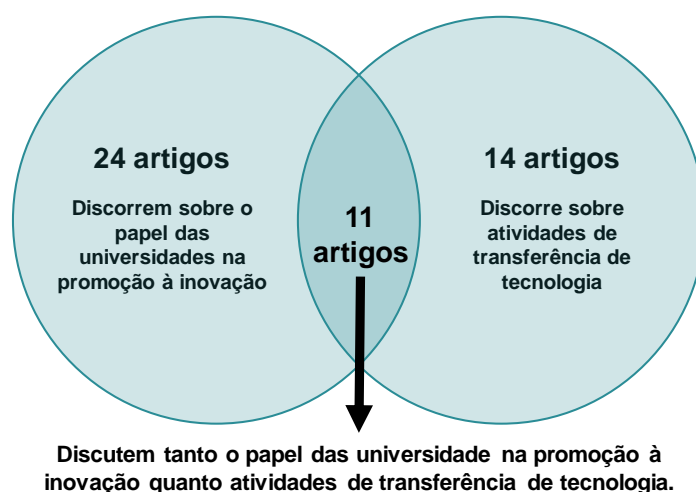 24 artigos
Discorrem sobre o
papel das
universidades na
promoção à inovação
11
artigos
14 artigos
Discorre sobre
atividades de
transferência de
tecnologia
Discutem tanto o papel das universidade na promoção à
inovação quanto atividades de transferência de tecnologia.